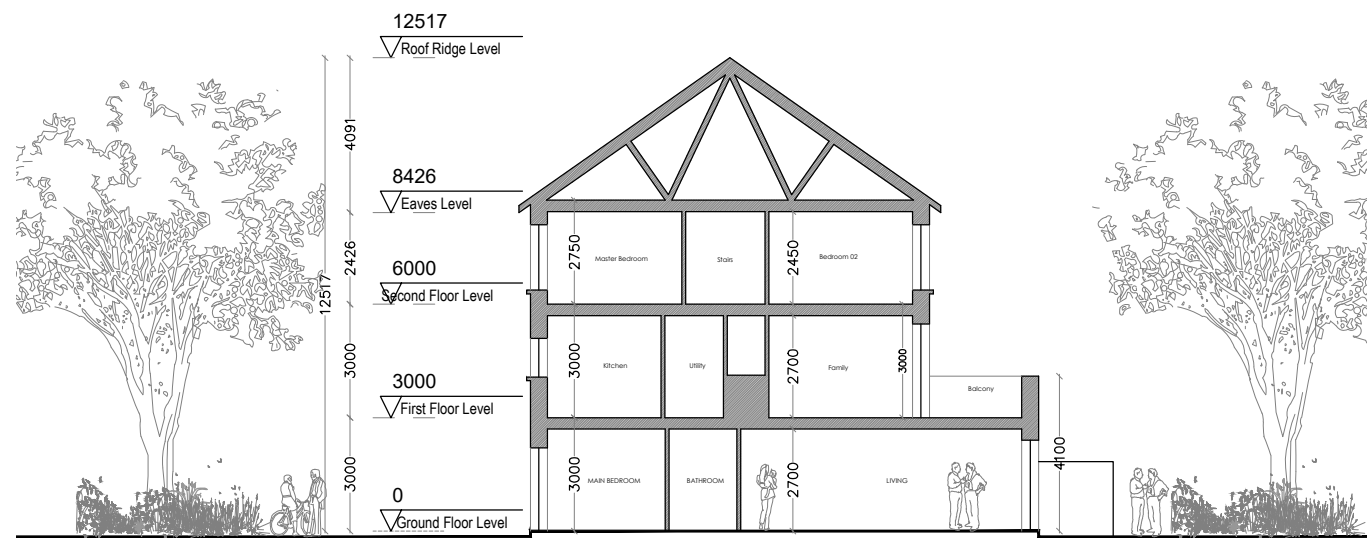 12517
Roof Ridge Level
4091
8426
Eaves Level
2426
12517
2750
Master Bedroom
Stairs
2450
Bedroom 02
6000
Second Floor Level
3000
3000
Kitchen
Utility
2700
Family
3000
Balcony
3000
First Floor Level
3000
3000
MAIN BEDROOM
BATHROOM
2700
LIVING
4100
0
Ground Floor Level